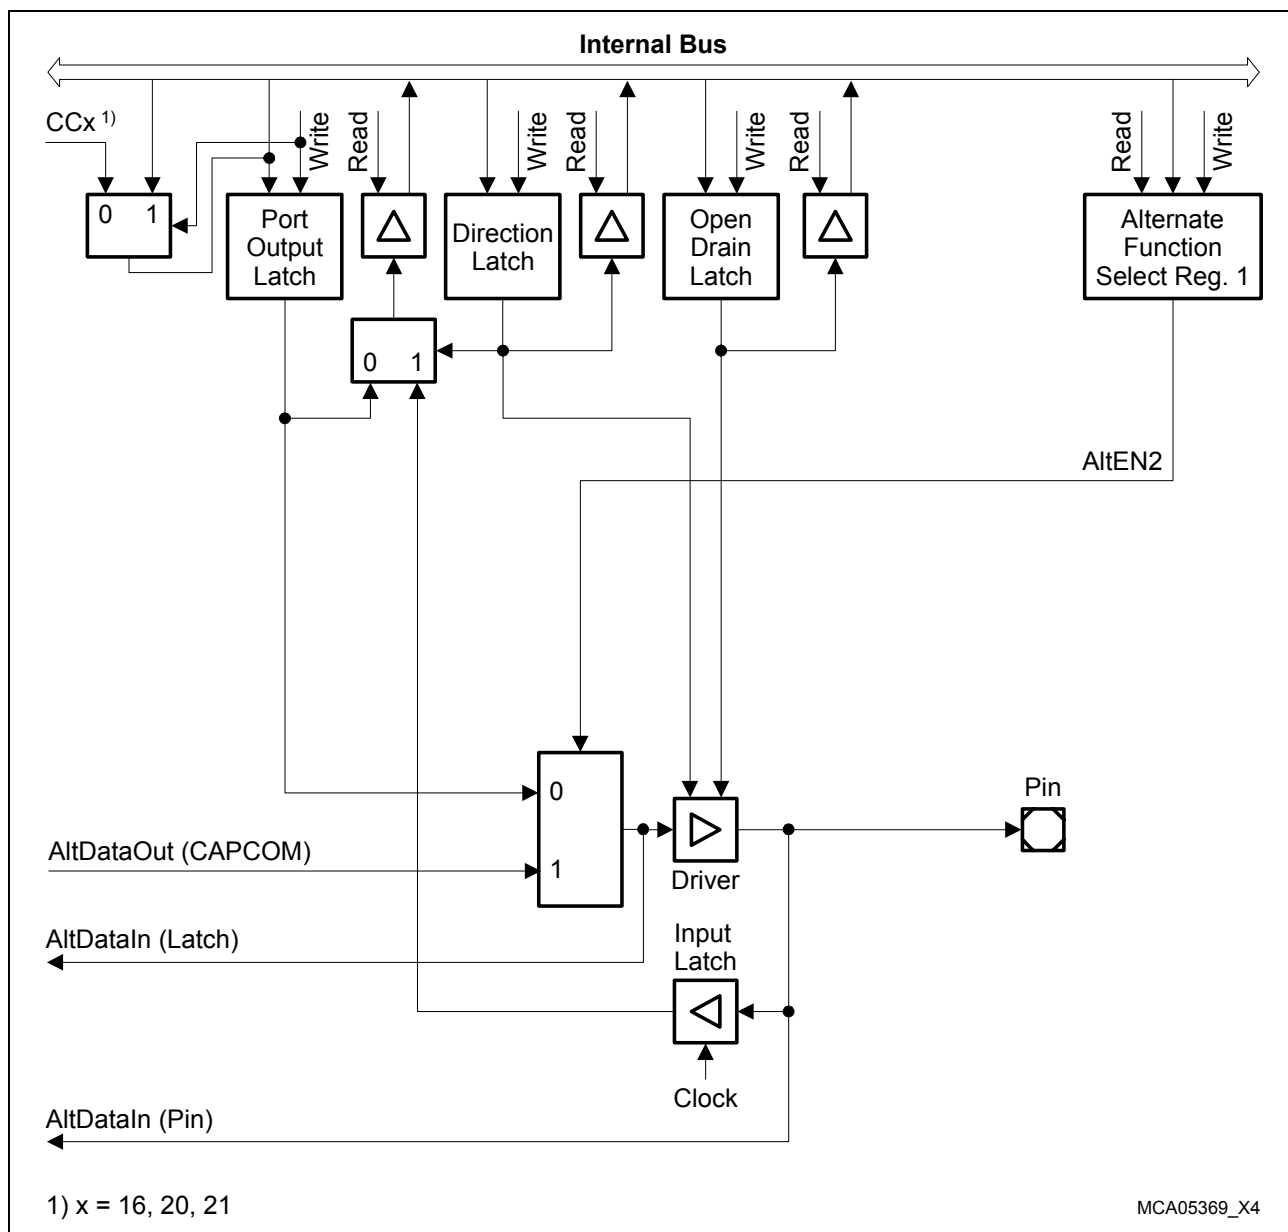 Internal Bus
CCx 1)
Write
Read
Write
Read
Write
Read
Read
Write
0 1
Port
Output
Latch
Direction
Latch
Open
Drain
Latch
Alternate
Function
Select Reg. 1
0 1
AltEN2
0
Pin
AltDataOut (CAPCOM)
1
Driver
AltDataIn (Latch)
Input
Latch
Clock
AltDataIn (Pin)
1) x = 16, 20, 21
MCA05369_X4